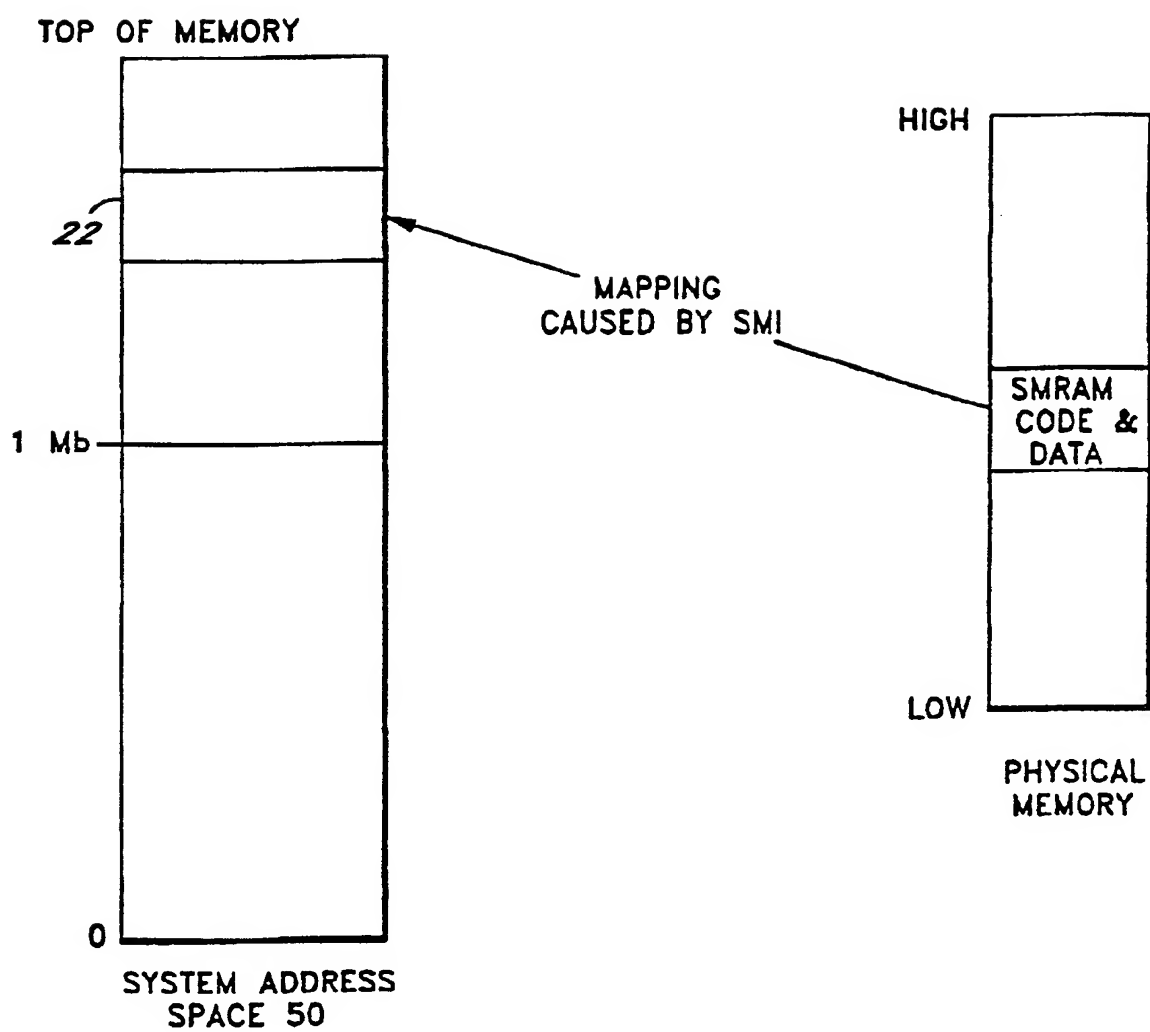 TOP OF MEMORY
HIGH
22
MAPPING
CAUSED BY SMI
SMRAM
CODE &
DATA
1 Mb
LOW
PHYSICAL
MEMORY
0
SYSTEM ADDRESS
SPACE 50